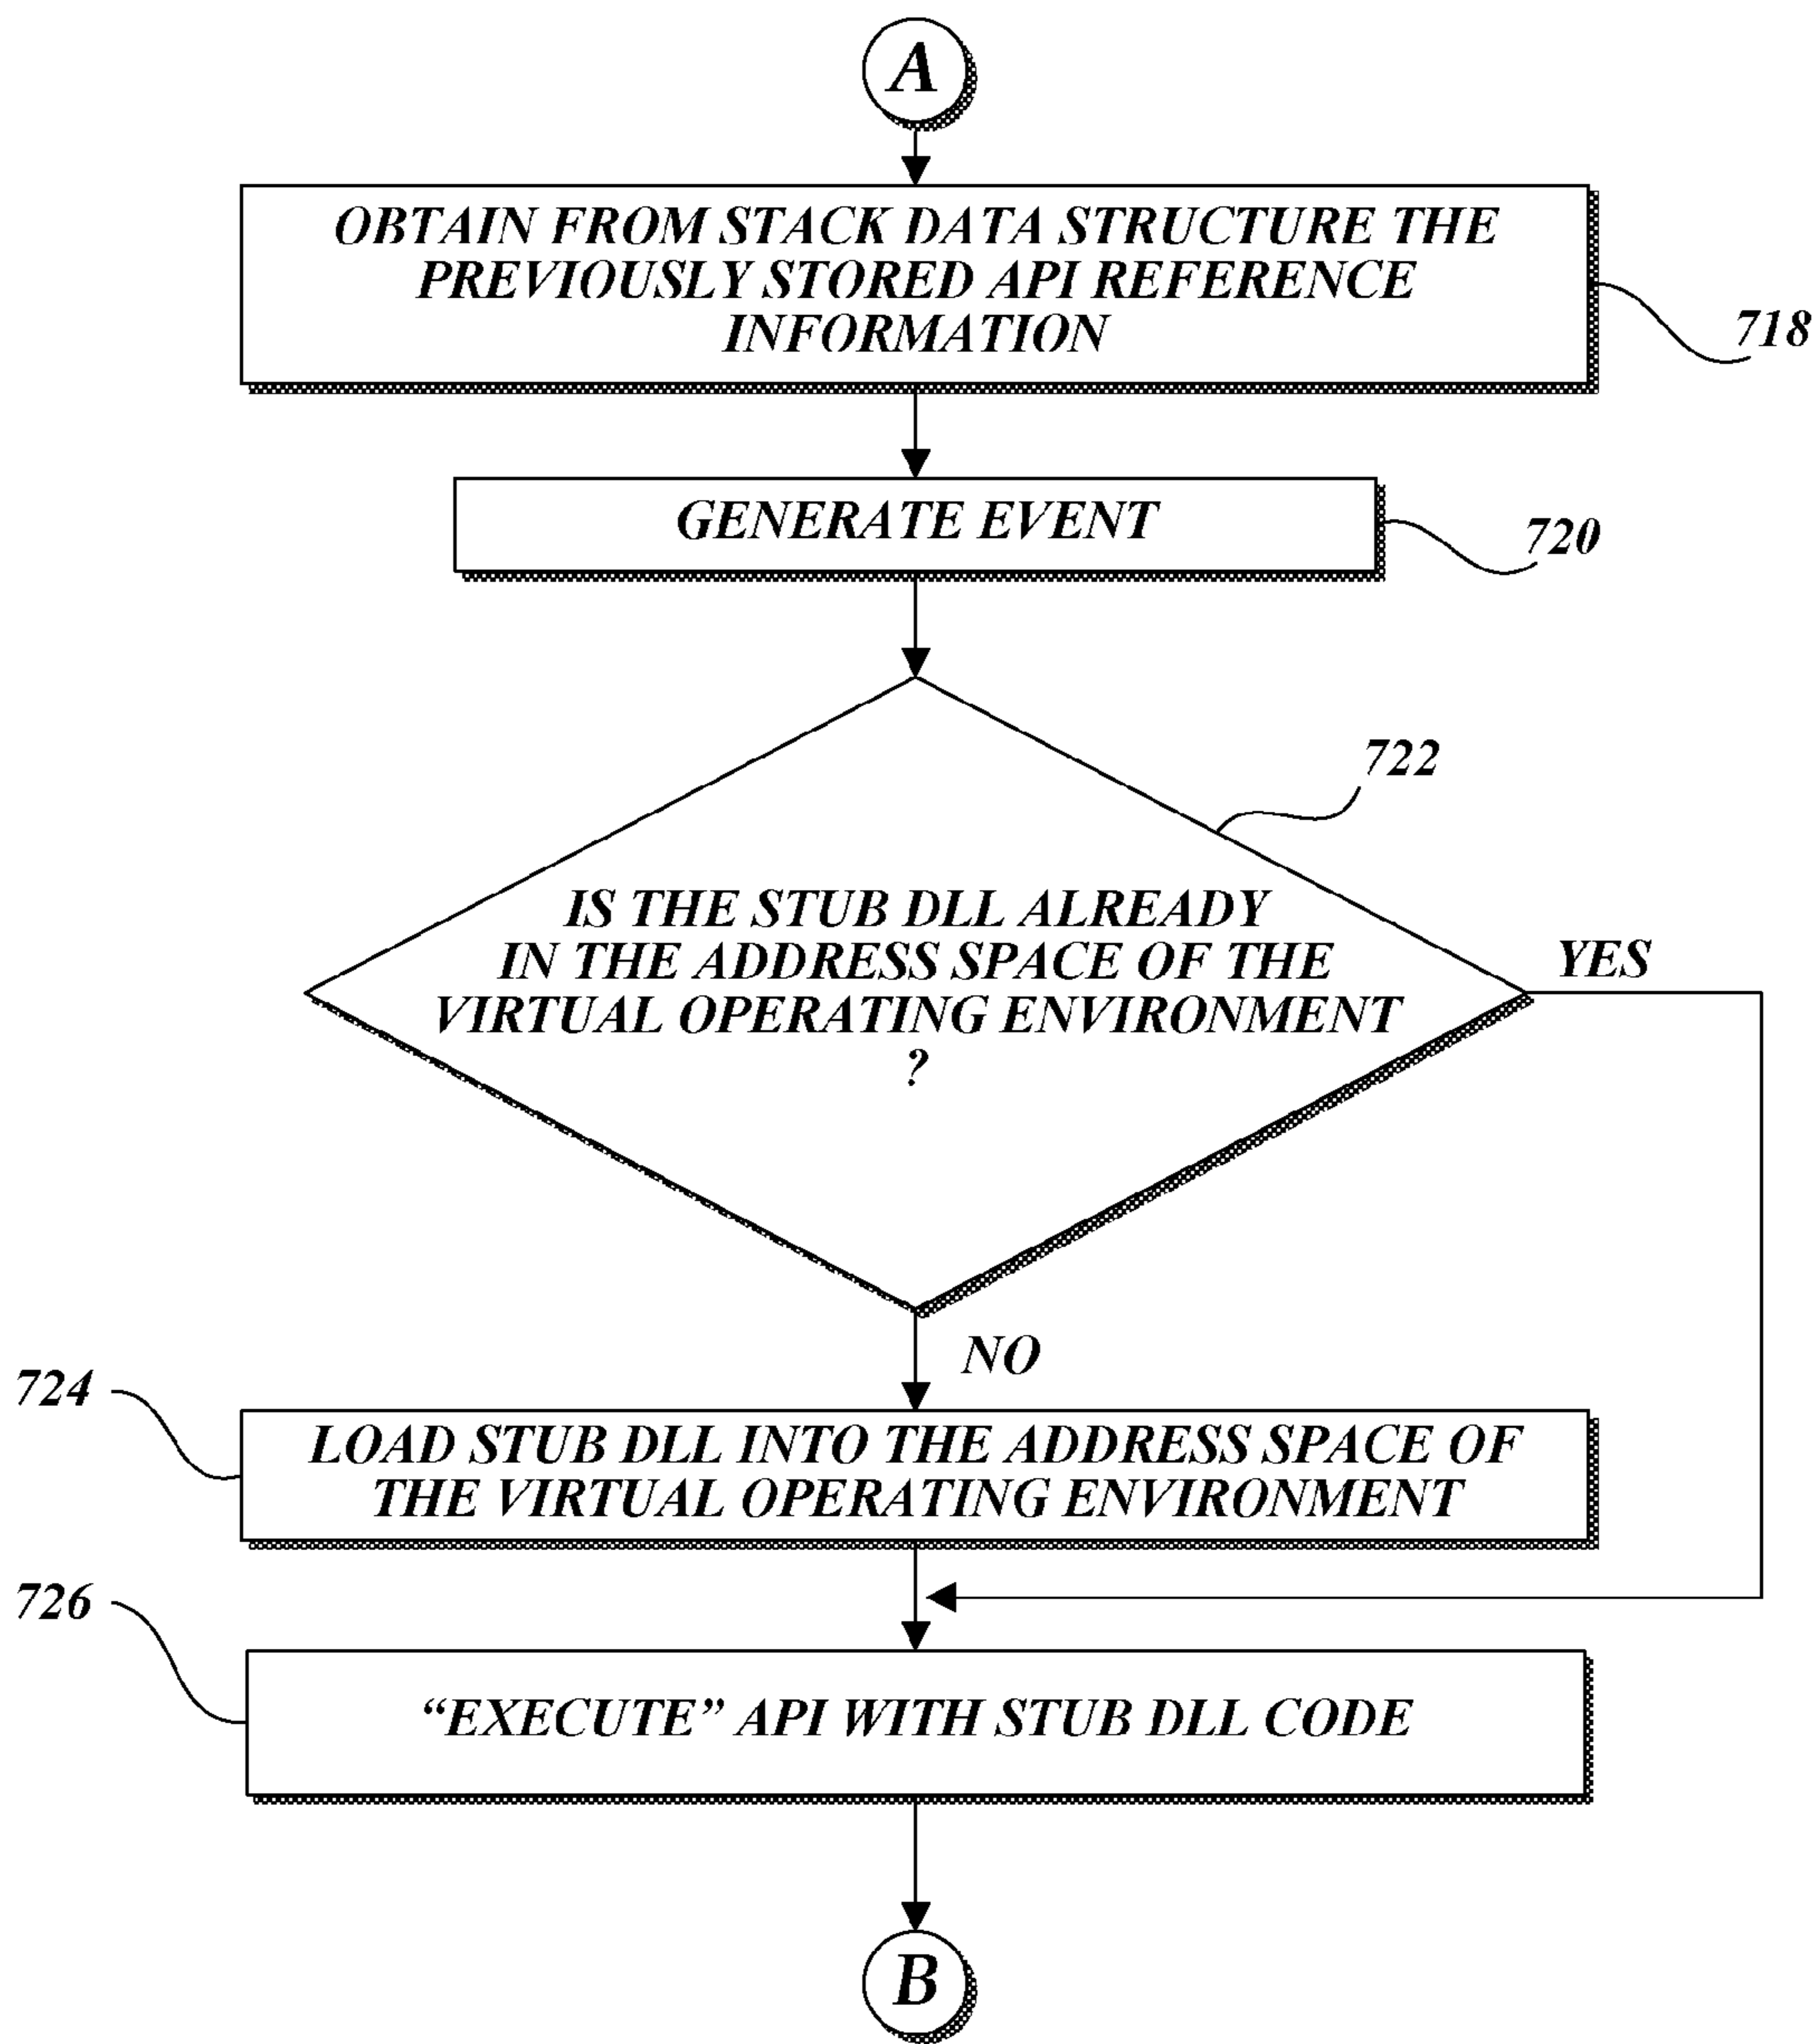 A
OBTAIN FROM STACK DATA STRUCTURE THE
PREVIOUSLY STORED API REFERENCE
INFORMATION
718
GENERATE EVENT
720
722
IS THE STUB DLL ALREADY
IN THE ADDRESS SPACE OF THE
VIRTUAL OPERATING ENVIRONMENT
?
YES
NO
724
LOAD STUB DLL INTO THE ADDRESS SPACE OF
THE VIRTUAL OPERATING ENVIRONMENT
726
“EXECUTE” API WITH STUB DLL CODE
B